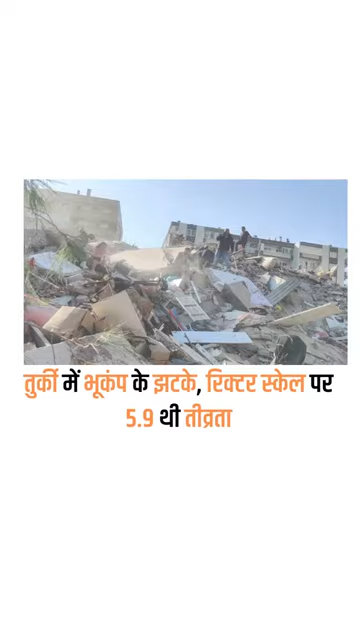 तुर्की में भूकंप के झटके, रिक्टर स्केल पर
5.9 थी तीव्रता